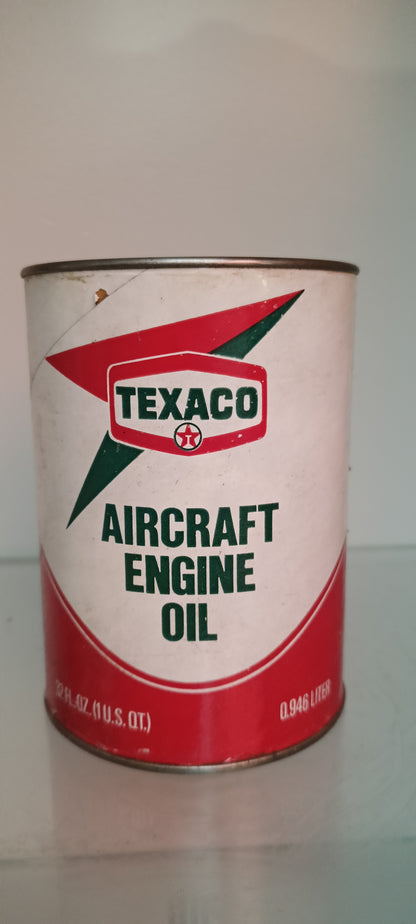 TEXACO
T
AIRCRAFT
ENGINE
OIL
32 FL. OZ. (1 U.S. QT.)
0.946 LITER